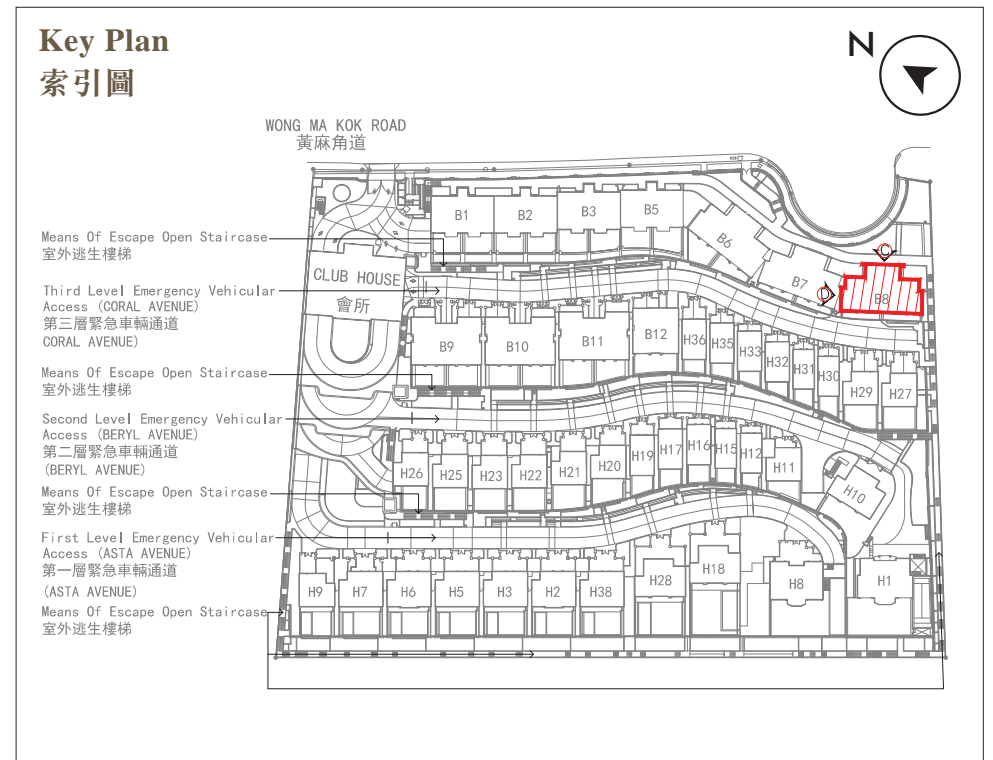 Key Plan
索引圖
N
WONG MA KOK ROAD
黃麻角道
Means Of Escape Open Staircase
室外逃生樓梯
CLUB HOUSE
會所
Third Level Emergency Vehicular
Access (CORAL AVENUE)
第三層緊急車輛通道
CORAL AVENUE)
Means Of Escape Open Staircase
室外逃生樓梯
Second Level Emergency Vehicular
Access (BERYL AVENUE)
第二層緊急車輛通道
(BERYL AVENUE)
Means Of Escape Open Staircase
室外逃生樓梯
First Level Emergency Vehicular
Access (ASTA AVENUE)
第一層緊急車輛通道
(ASTA AVENUE)
Means Of Escape Open Staircase
室外逃生樓梯
B1 B2 B3 B5 B6 B7 B8
C
D
B9 B10 B11 B12 H36 H35 H33 H32 H31 H30 H29 H27
H26 H25 H23 H22 H21 H20 H19 H17 H16 H15 H12 H11 H10
H9 H7 H6 H5 H3 H2 H38 H28 H18 H8 H1